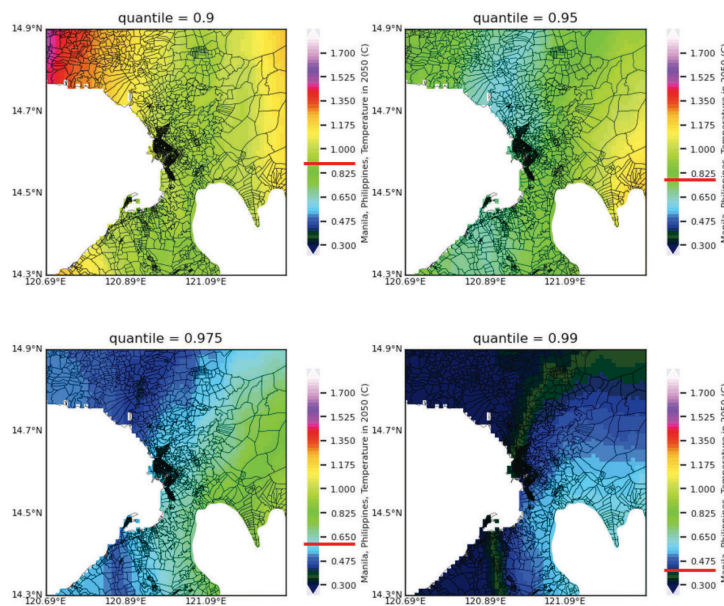 quantile = 0.9
14.9°N
14.7°N
14.5°N
14.3°N
120.69°E
120.89°E
121.09°E
1.700
1.525
1.350
1.175
1.000
0.825
0.650
0.475
0.300
Manila, Philippines, Temperature in 2050 (C)
quantile = 0.95
14.9°N
14.7°N
14.5°N
14.3°N
120.69°E
120.89°E
121.09°E
1.700
1.525
1.350
1.175
1.000
0.825
0.650
0.475
0.300
Manila, Philippines, Temperature in 2050 (C)
quantile = 0.975
14.9°N
14.7°N
14.5°N
14.3°N
120.69°E
120.89°E
121.09°E
1.700
1.525
1.350
1.175
1.000
0.825
0.650
0.475
0.300
Manila, Philippines, Temperature in 2050 (C)
quantile = 0.99
14.9°N
14.7°N
14.5°N
14.3°N
120.69°E
120.89°E
121.09°E
1.700
1.525
1.350
1.175
1.000
0.825
0.650
0.475
0.300
Manila, Philippines, Temperature in 2050 (C)